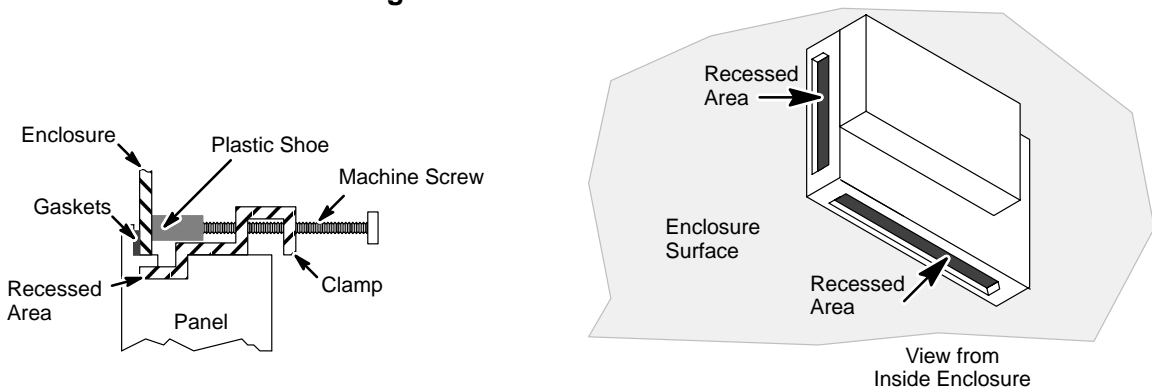 g
Enclosure
Plastic Shoe
Machine Screw
Gaskets
Recessed
Area
Clamp
Panel
Recessed
Area
Enclosure
Surface
Recessed
Area
View from
Inside Enclosure